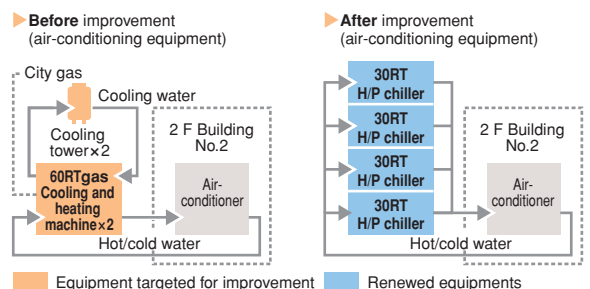 Before improvement
(air-conditioning equipment)
City gas
Cooling water
Cooling
tower×2
60RTgas
Cooling and
heating
machine×2
2 F Building
No.2
Air-
conditioner
Hot/cold water
After improvement
(air-conditioning equipment)
30RT
H/P chiller
30RT
H/P chiller
30RT
H/P chiller
30RT
H/P chiller
2 F Building
No.2
Air-
conditioner
Hot/cold water
Equipment targeted for improvement
Renewed equipments